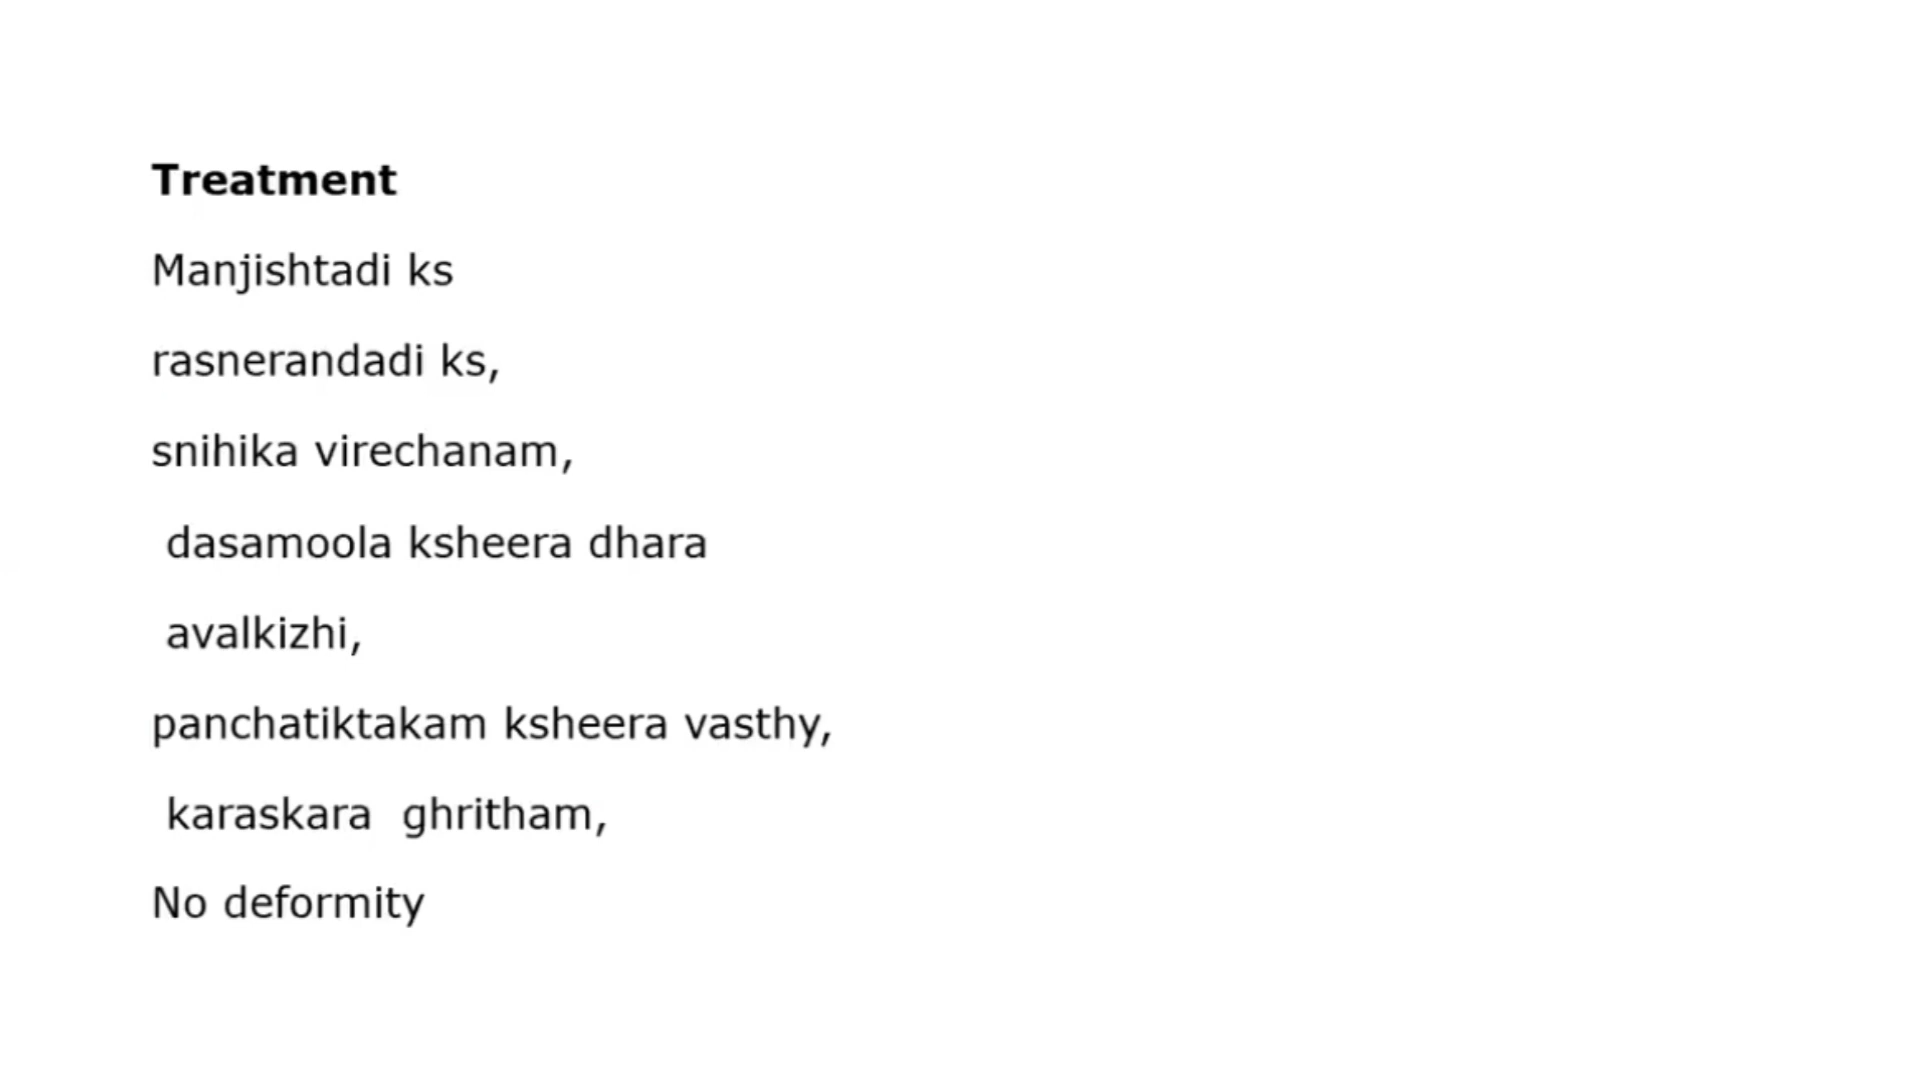 Treatment
Manjishtadi ks
rasnerandadi ks,
snihika virechanam,
dasamoola ksheera dhara
avalkizhi,
panchatiktakam ksheera vasthy,
karaskara  ghritham,
No deformity